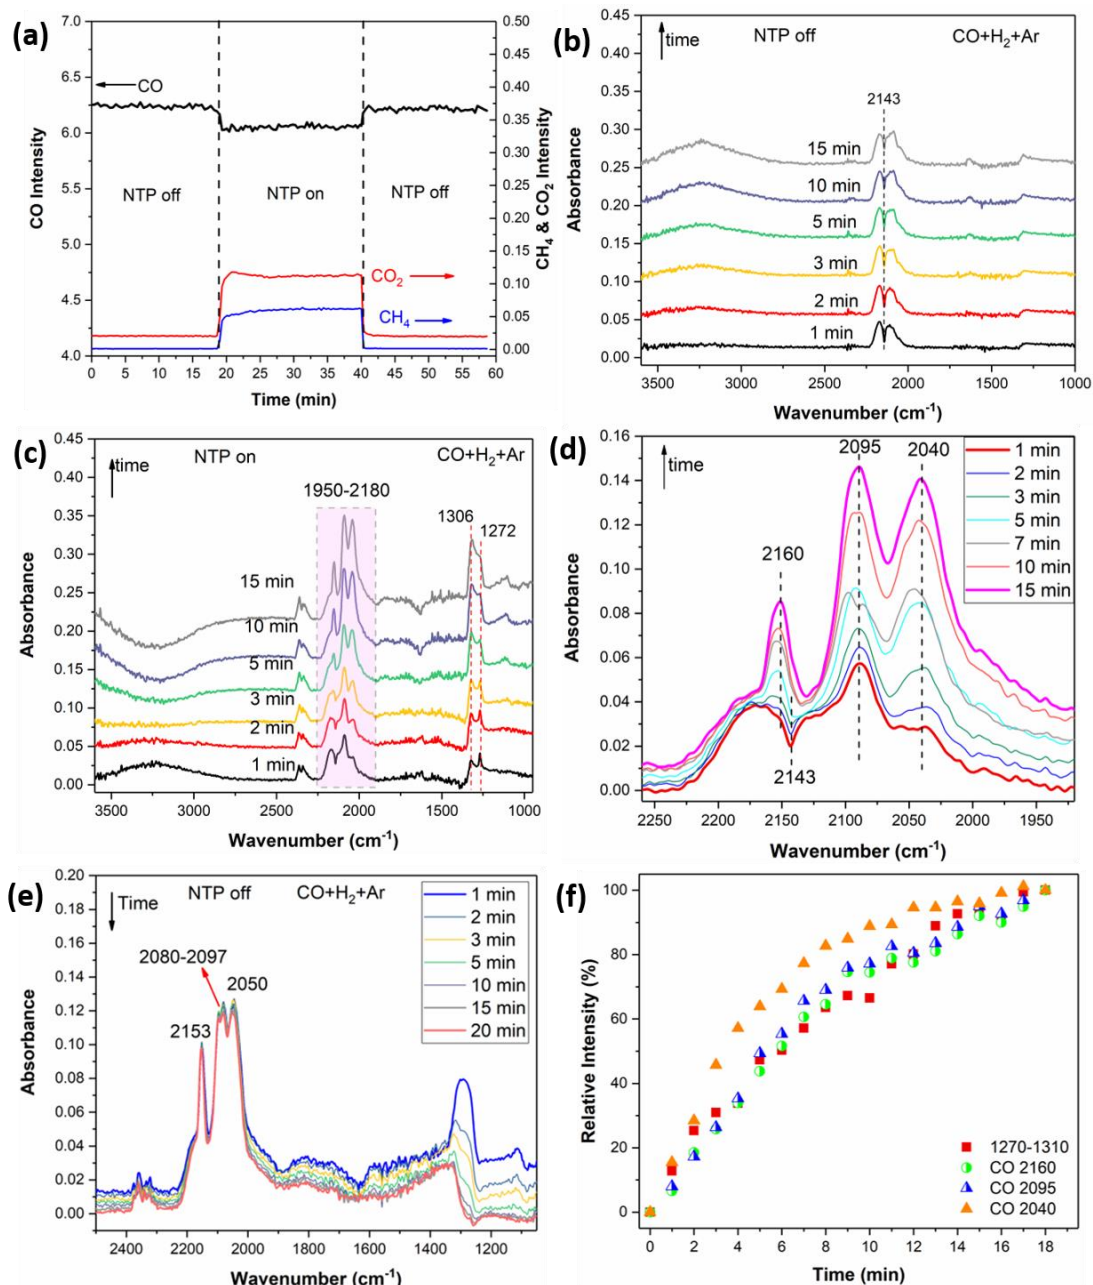 (a)
CO Intensity
7.0
6.5
6.0
5.5
5.0
4.5
4.0
CO
NTP off
NTP on
NTP off
CO₂
CH₄
0.50
0.45
0.40
0.35
0.30
0.25
0.20
0.15
0.10
0.05
0.00
CH₄ & CO₂ Intensity
0 5 10 15 20 25 30 35 40 45 50 55 60
Time (min)
(b)
time
NTP off
CO+H₂+Ar
2143
15 min
10 min
5 min
3 min
2 min
1 min
Absorbance
0.45
0.40
0.35
0.30
0.25
0.20
0.15
0.10
0.05
0.00
3500 3000 2500 2000 1500 1000
Wavenumber (cm⁻¹)
(c)
time
NTP on
CO+H₂+Ar
1950-2180
1306
1272
15 min
10 min
5 min
3 min
2 min
1 min
Absorbance
0.45
0.40
0.35
0.30
0.25
0.20
0.15
0.10
0.05
0.00
3500 3000 2500 2000 1500 1000
Wavenumber (cm⁻¹)
(d)
time
2095
2040
2160
2143
1 min
2 min
3 min
5 min
7 min
10 min
15 min
Absorbance
0.16
0.14
0.12
0.10
0.08
0.06
0.04
0.02
0.00
2250 2200 2150 2100 2050 2000 1950
Wavenumber (cm⁻¹)
(e)
Time
NTP off
CO+H₂+Ar
2080-2097
2050
2153
1 min
2 min
3 min
5 min
10 min
15 min
20 min
Absorbance
0.20
0.18
0.16
0.14
0.12
0.10
0.08
0.06
0.04
0.02
0.00
2400 2200 2000 1800 1600 1400 1200
Wavenumber (cm⁻¹)
(f)
Relative Intensity (%)
100
80
60
40
20
0
1270-1310
CO 2160
CO 2095
CO 2040
0 2 4 6 8 10 12 14 16 18
Time (min)